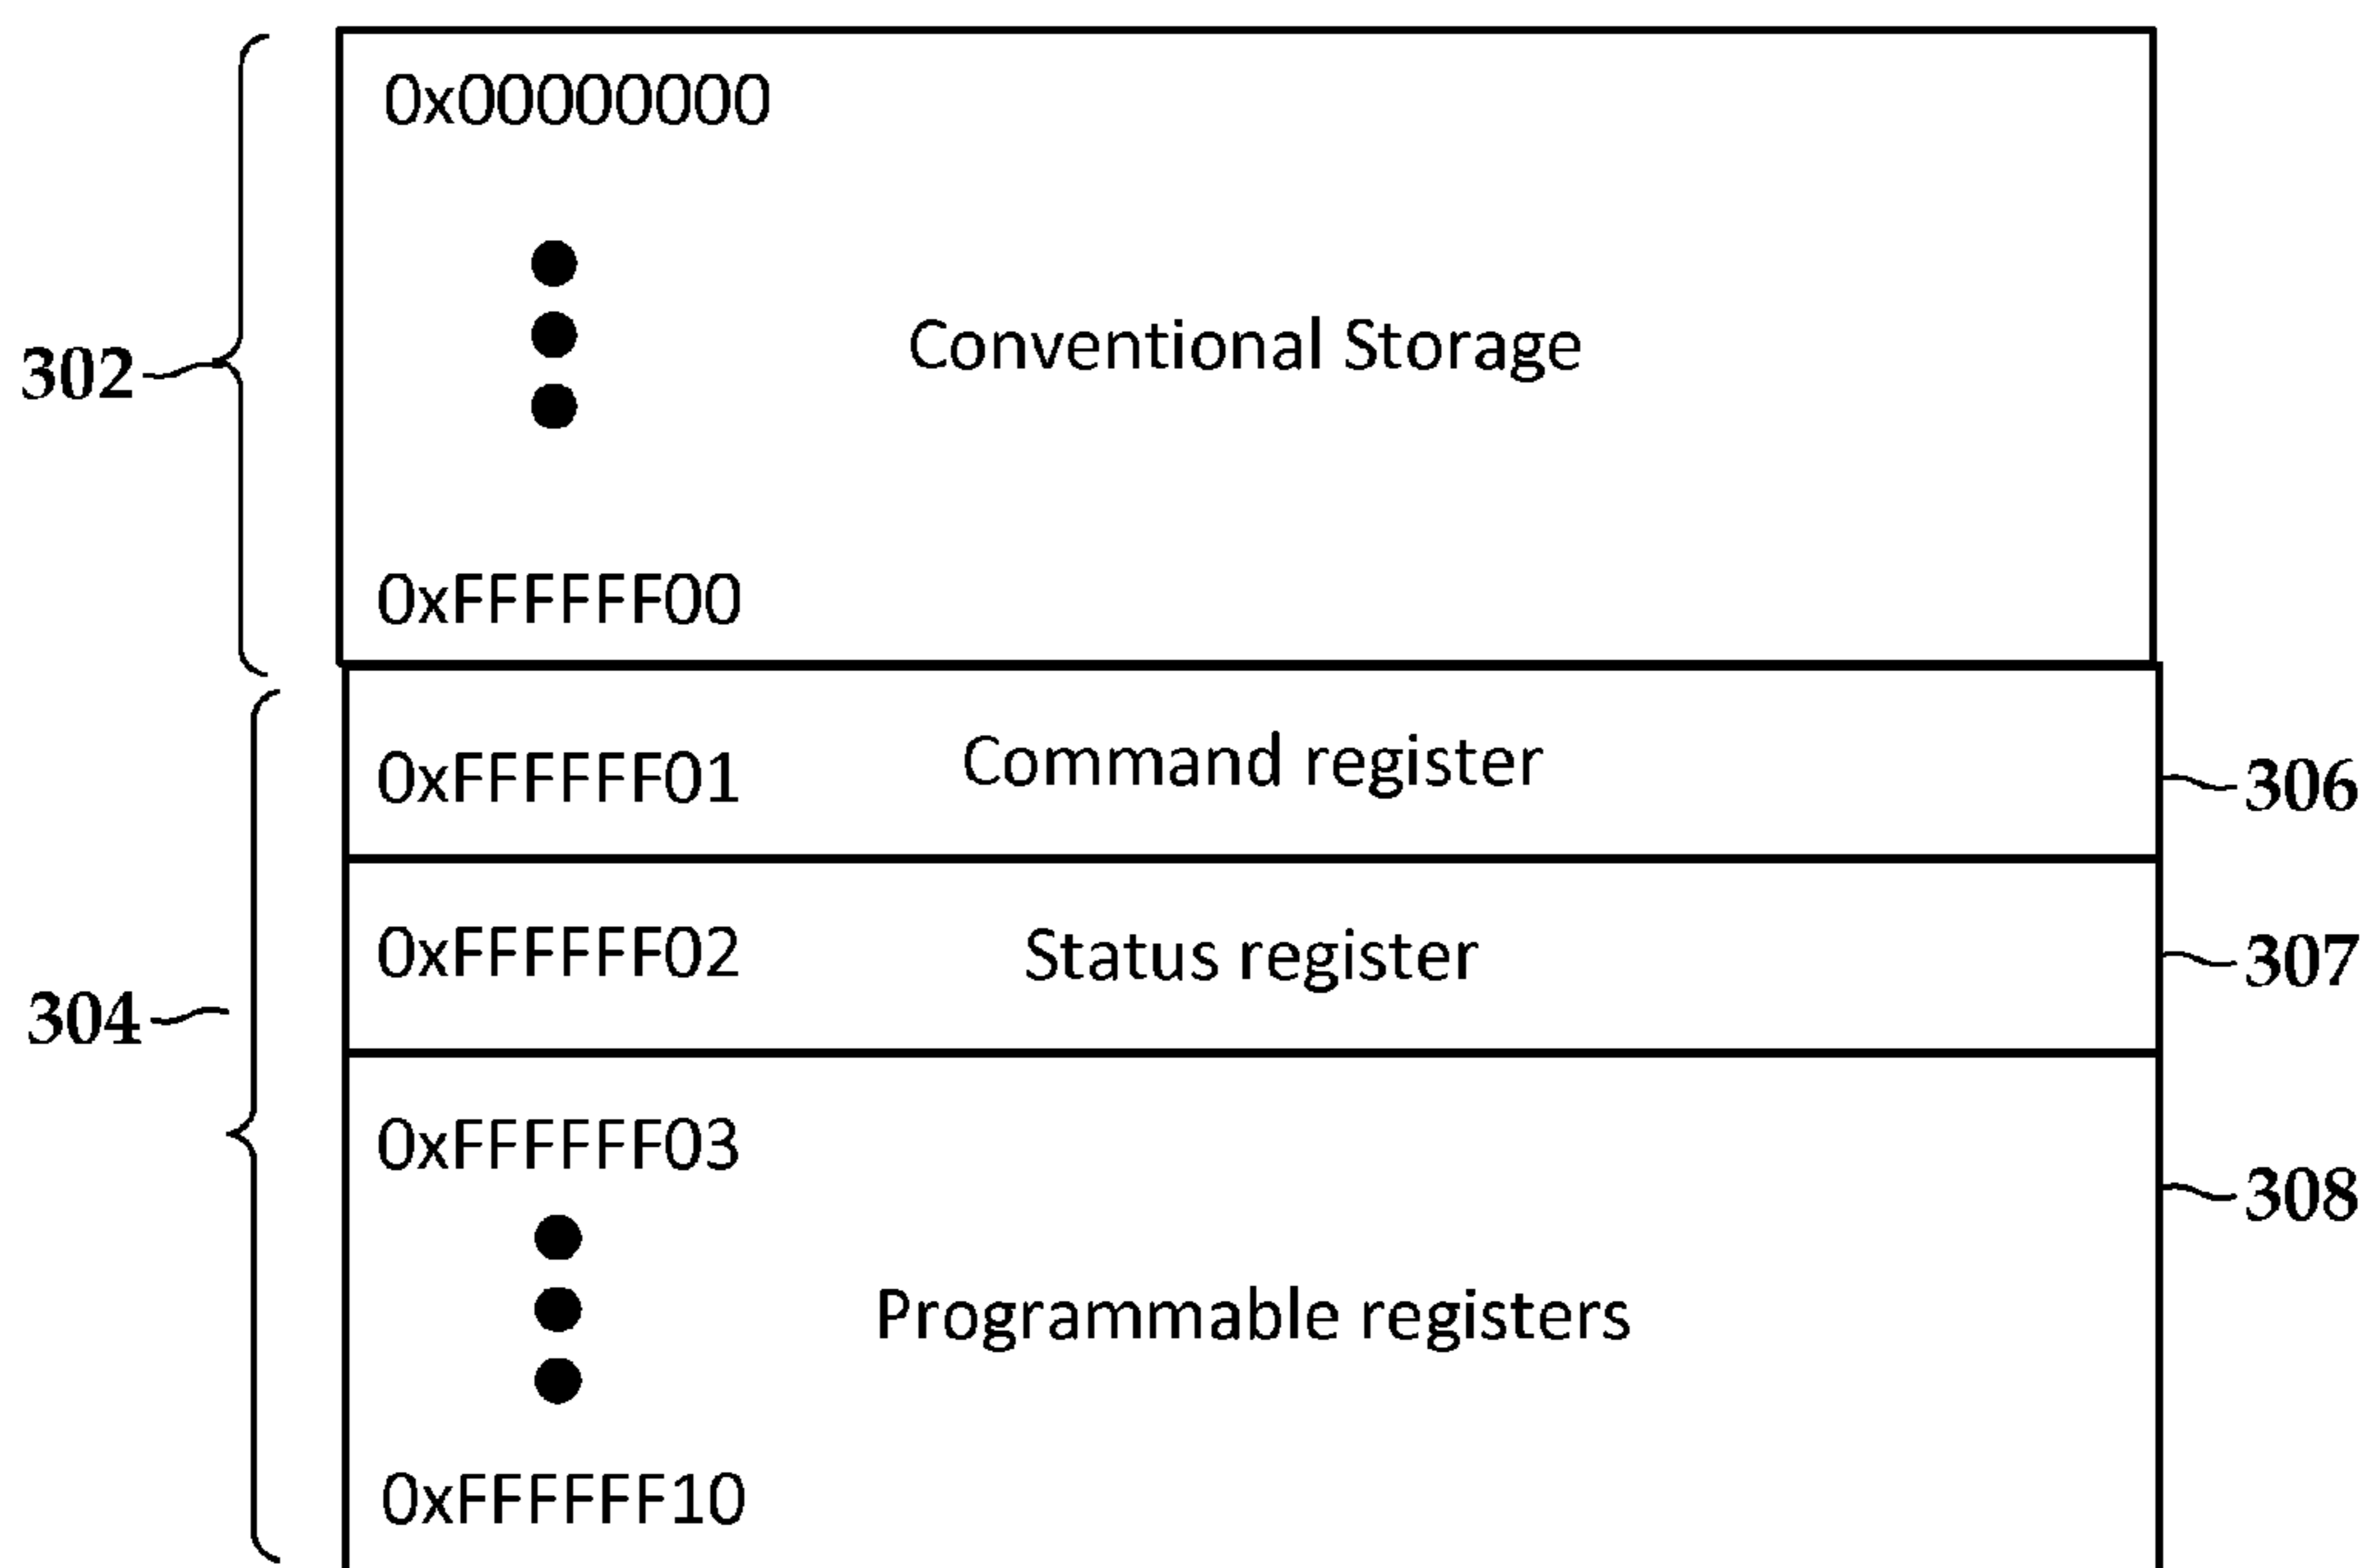 0x00000000
302
Conventional Storage
0xFFFFFF00
0xFFFFFF01
Command register
306
0xFFFFFF02
Status register
307
304
0xFFFFFF03
308
Programmable registers
0xFFFFFF10